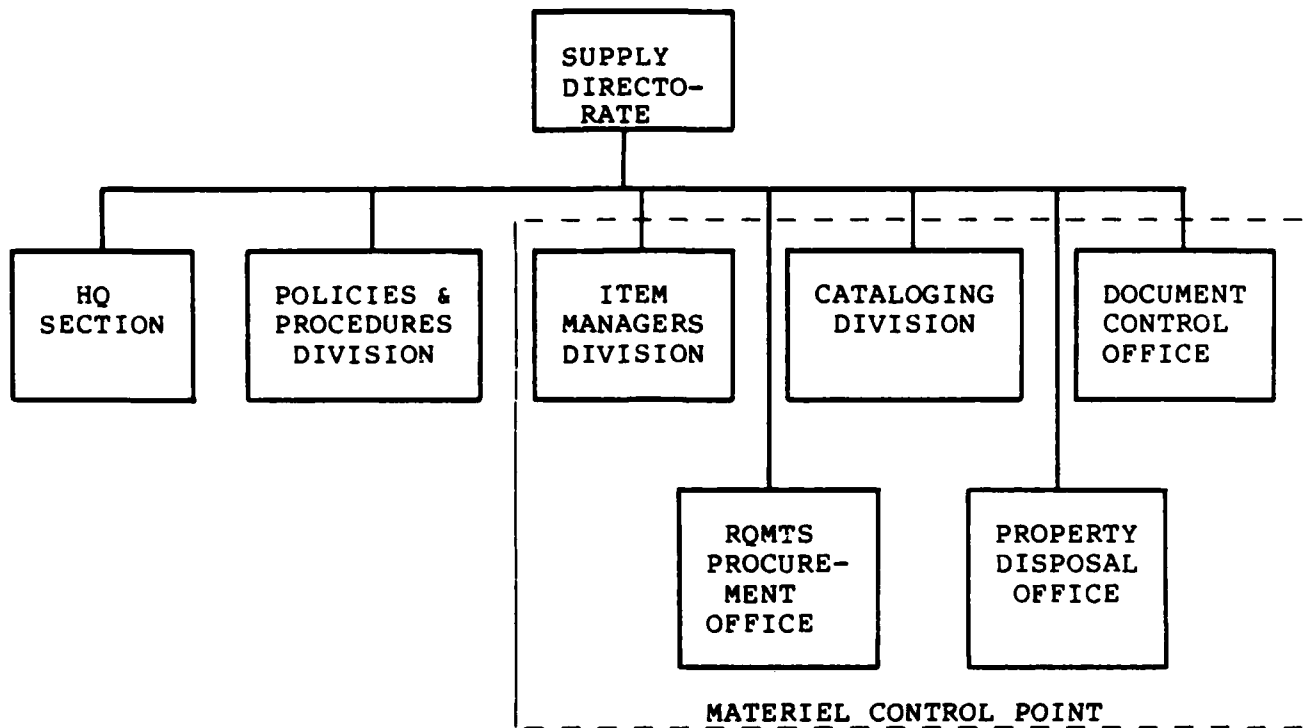 SUPPLY
DIRECTO-
RATE
HQ
SECTION
POLICIES &
PROCEDURES
DIVISION
ITEM
MANAGERS
DIVISION
CATALOGING
DIVISION
DOCUMENT
CONTROL
OFFICE
RQMTS
PROCURE-
MENT
OFFICE
PROPERTY
DISPOSAL
OFFICE
MATERIEL CONTROL POINT